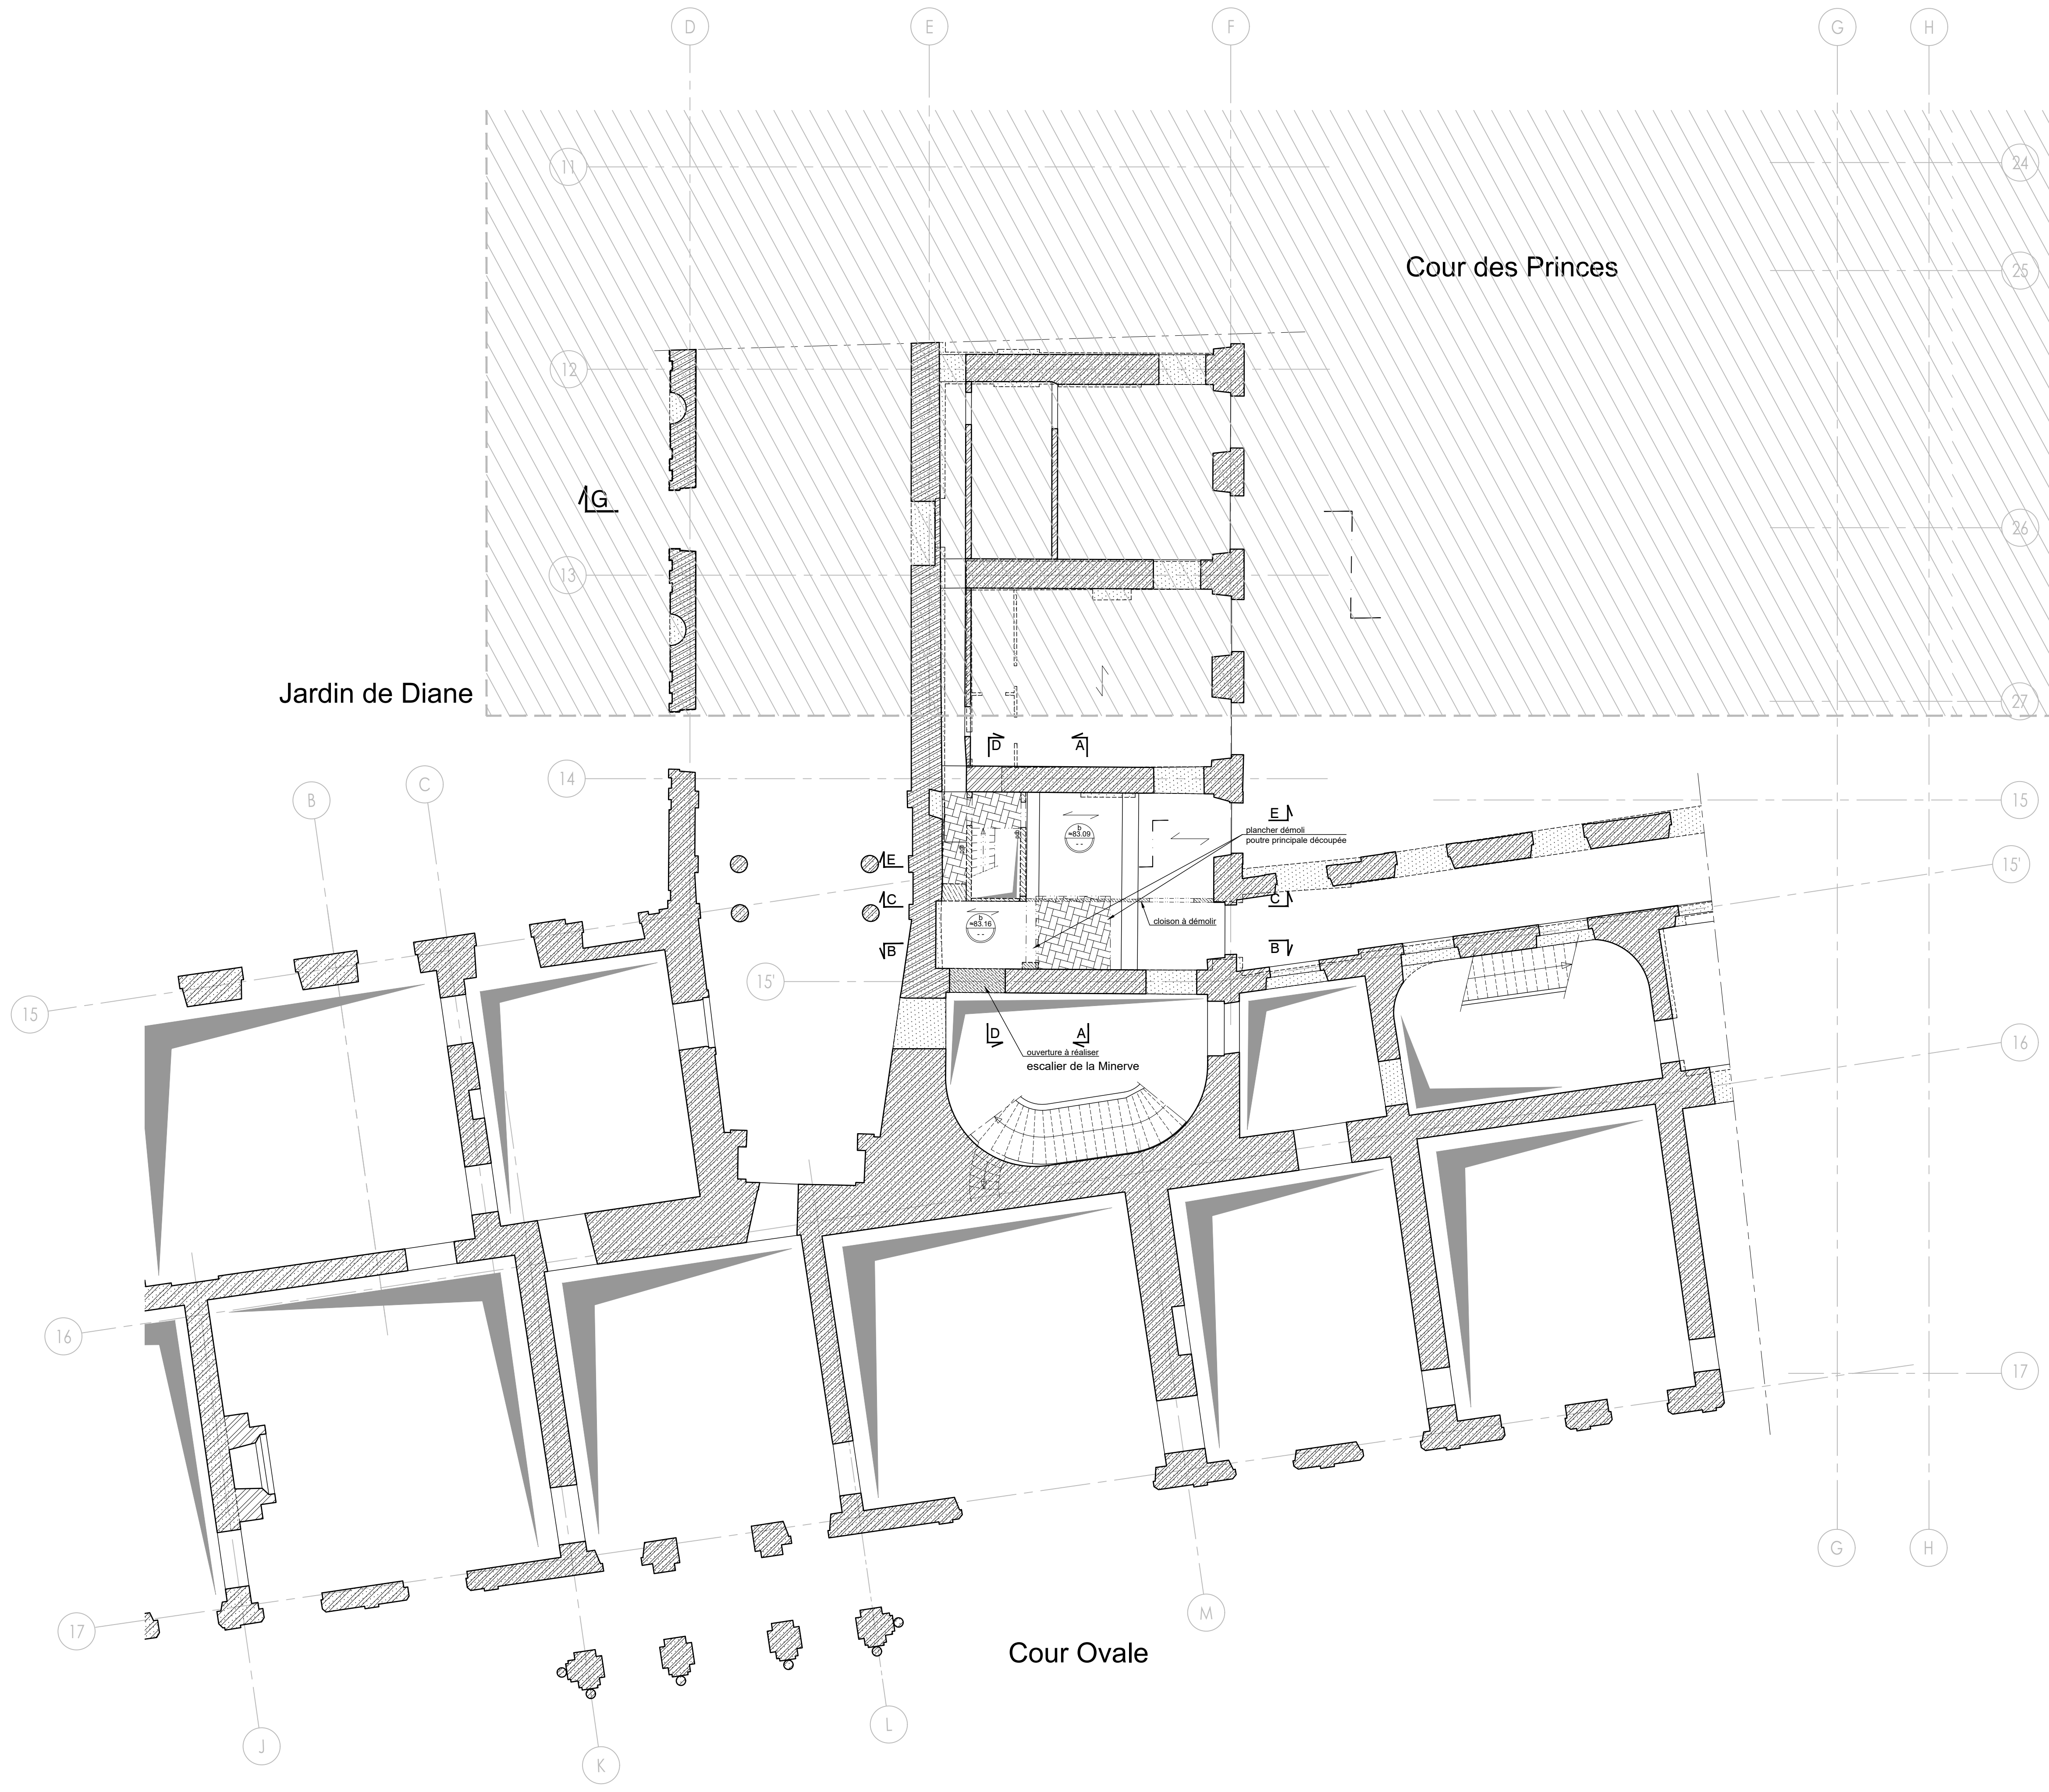 D
E
F
G
H
11
24
Cour des Princes
25
12
G
26
13
Jardin de Diane
27
D
A
B
C
14
15
E
b
≈83.09
- -
plancher démoli
poutre principale découpée
E
15'
C
C
b
≈83.16
- -
cloison à démolir
B
B
15'
15
D
A
16
ouverture à réaliser
escalier de la Minerve
16
17
G
H
M
17
Cour Ovale
L
J
K